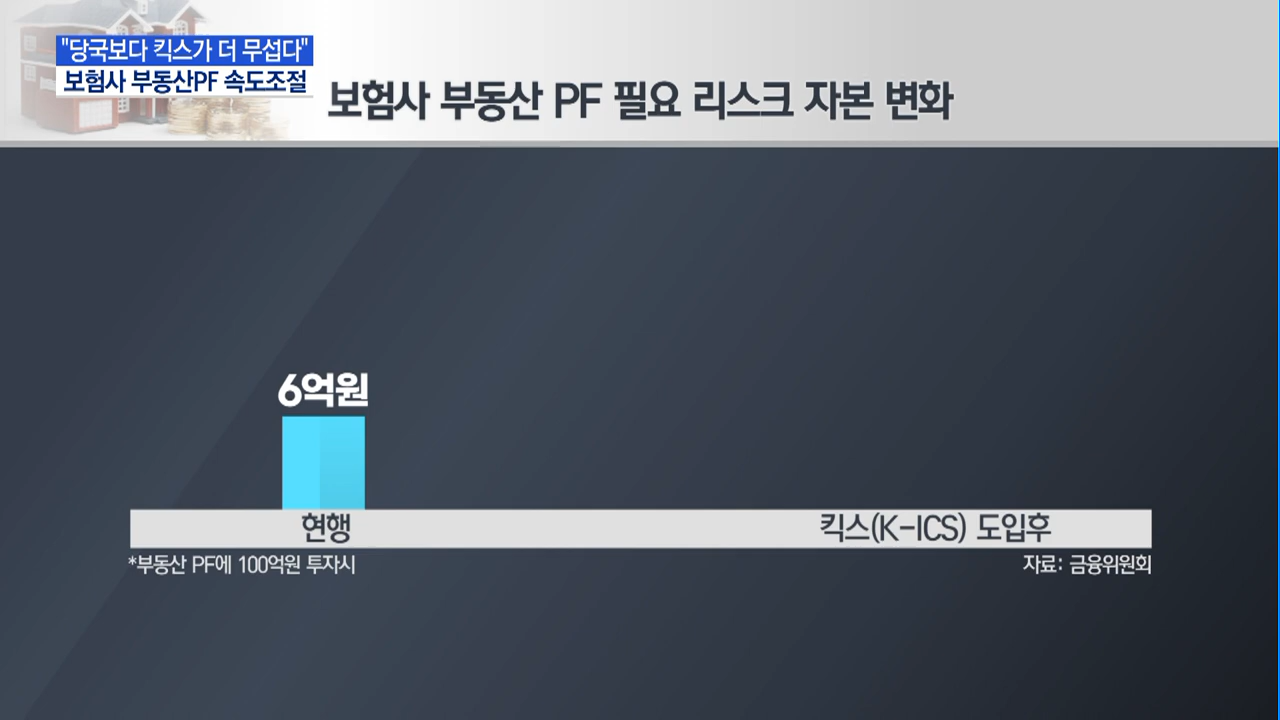 "당국보다 킥스가 더 무섭다"
보험사 부동산PF 속도조절
보험사 부동산 PF 필요 리스크 자본 변화
6억원
현행
킥스(K-ICS) 도입후
*부동산 PF에 100억원 투자시
자료: 금융위원회